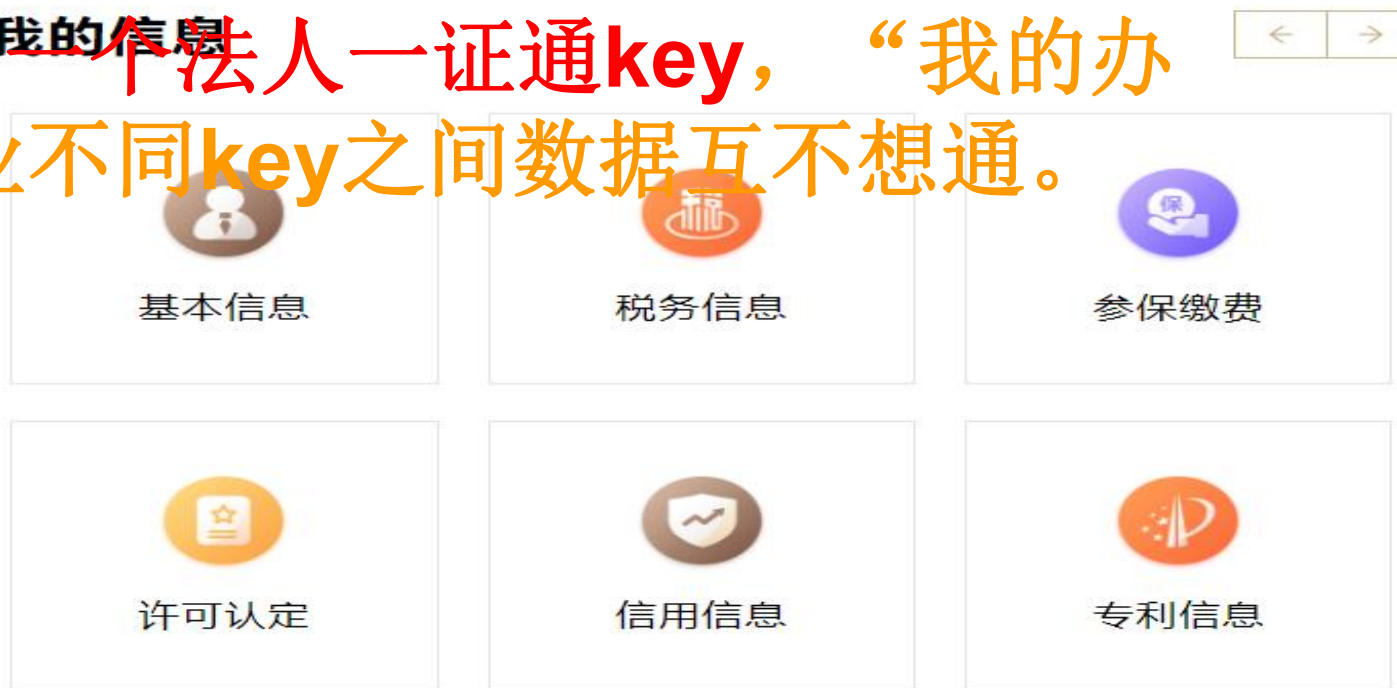 我的信息
一个法人一证通key，“我的办
业不同key之间数据互不想通。
基本信息
税务信息
参保缴费
保
许可认定
信用信息
专利信息